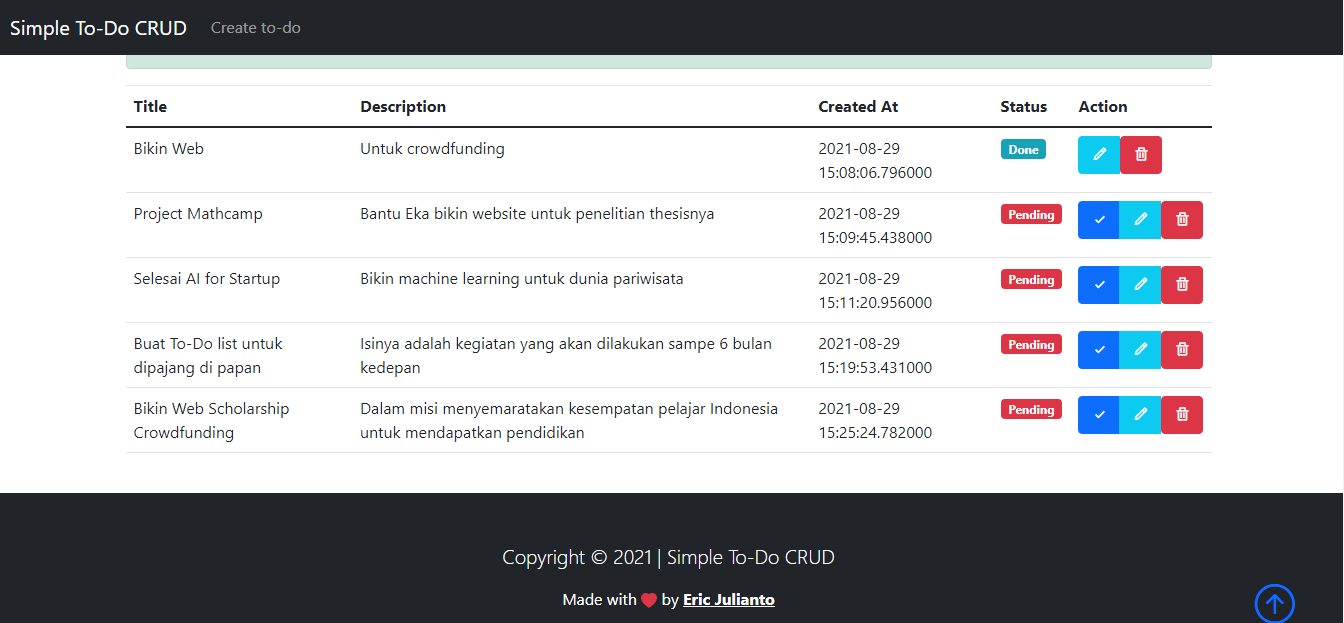 Simple To-Do CRUD Create to-do
Title Description Created At Status Action
Bikin Web Untuk crowdfunding 2021-08-29 Done
15:08:06.796000
Project Mathcamp Bantu Eka bikin website untuk penelitian thesisnya 2021-08-29 Pending
15:09:45.438000
Selesai AI for Startup Bikin machine learning untuk dunia pariwisata 2021-08-29 Pending
15:11:20.956000
Buat To-Do list untuk Isinya adalah kegiatan yang akan dilakukan sampe 6 bulan 2021-08-29 Pending
dipajang di papan kedepan 15:19:53.431000
Bikin Web Scholarship Dalam misi menyemaratakan kesempatan pelajar Indonesia 2021-08-29 Pending
Crowdfunding untuk mendapatkan pendidikan 15:25:24.782000
Copyright © 2021 | Simple To-Do CRUD
Made with ❤ by Eric Julianto